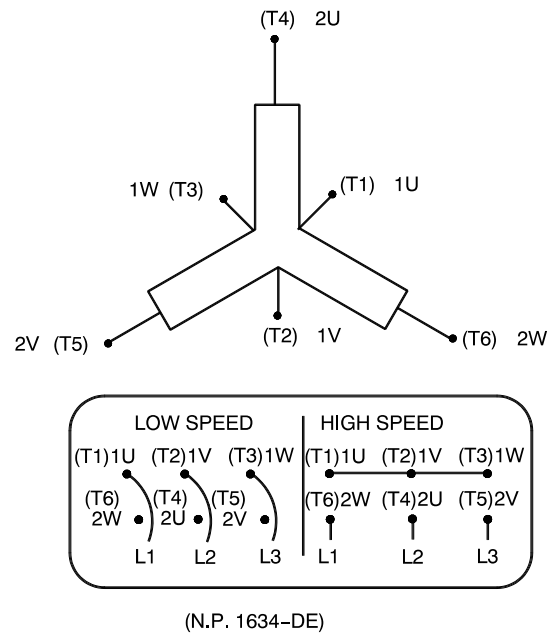 (T4) 2U
1W (T3)
(T1) 1U
2V (T5)
(T2) 1V
(T6) 2W
LOW SPEED
(T1)1U (T2)1V (T3)1W
(T6) (T4) (T5)
2W 2U 2V
L1 L2 L3
HIGH SPEED
(T1)1U (T2)1V (T3)1W
(T6)2W (T4)2U (T5)2V
L1 L2 L3
(N.P. 1634-DE)